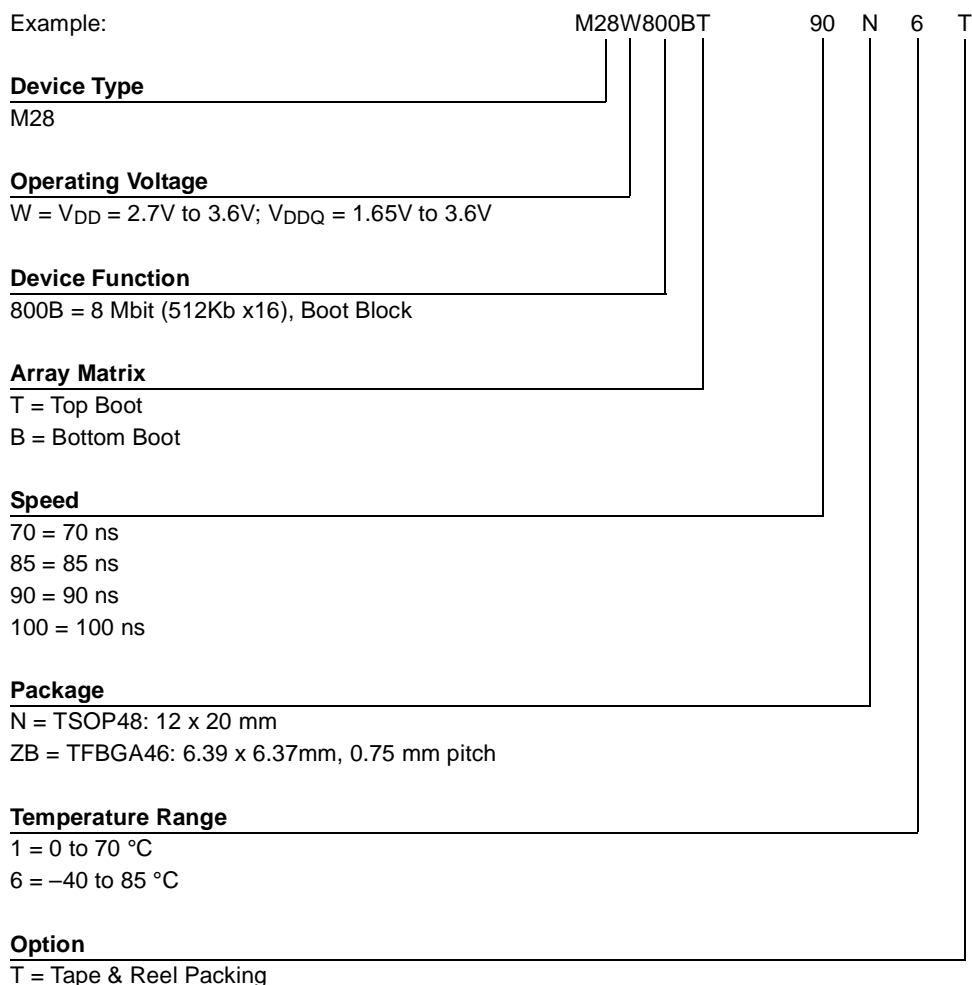 Example: M28W800BT 90 N 6 T
Device Type
M28
Operating Voltage
W = VDD = 2.7V to 3.6V; VDDQ = 1.65V to 3.6V
Device Function
800B = 8 Mbit (512Kb x16), Boot Block
Array Matrix
T = Top Boot
B = Bottom Boot
Speed
70 = 70 ns
85 = 85 ns
90 = 90 ns
100 = 100 ns
Package
N = TSOP48: 12 x 20 mm
ZB = TFBGA46: 6.39 x 6.37mm, 0.75 mm pitch
Temperature Range
1 = 0 to 70 °C
6 = –40 to 85 °C
Option
T = Tape & Reel Packing